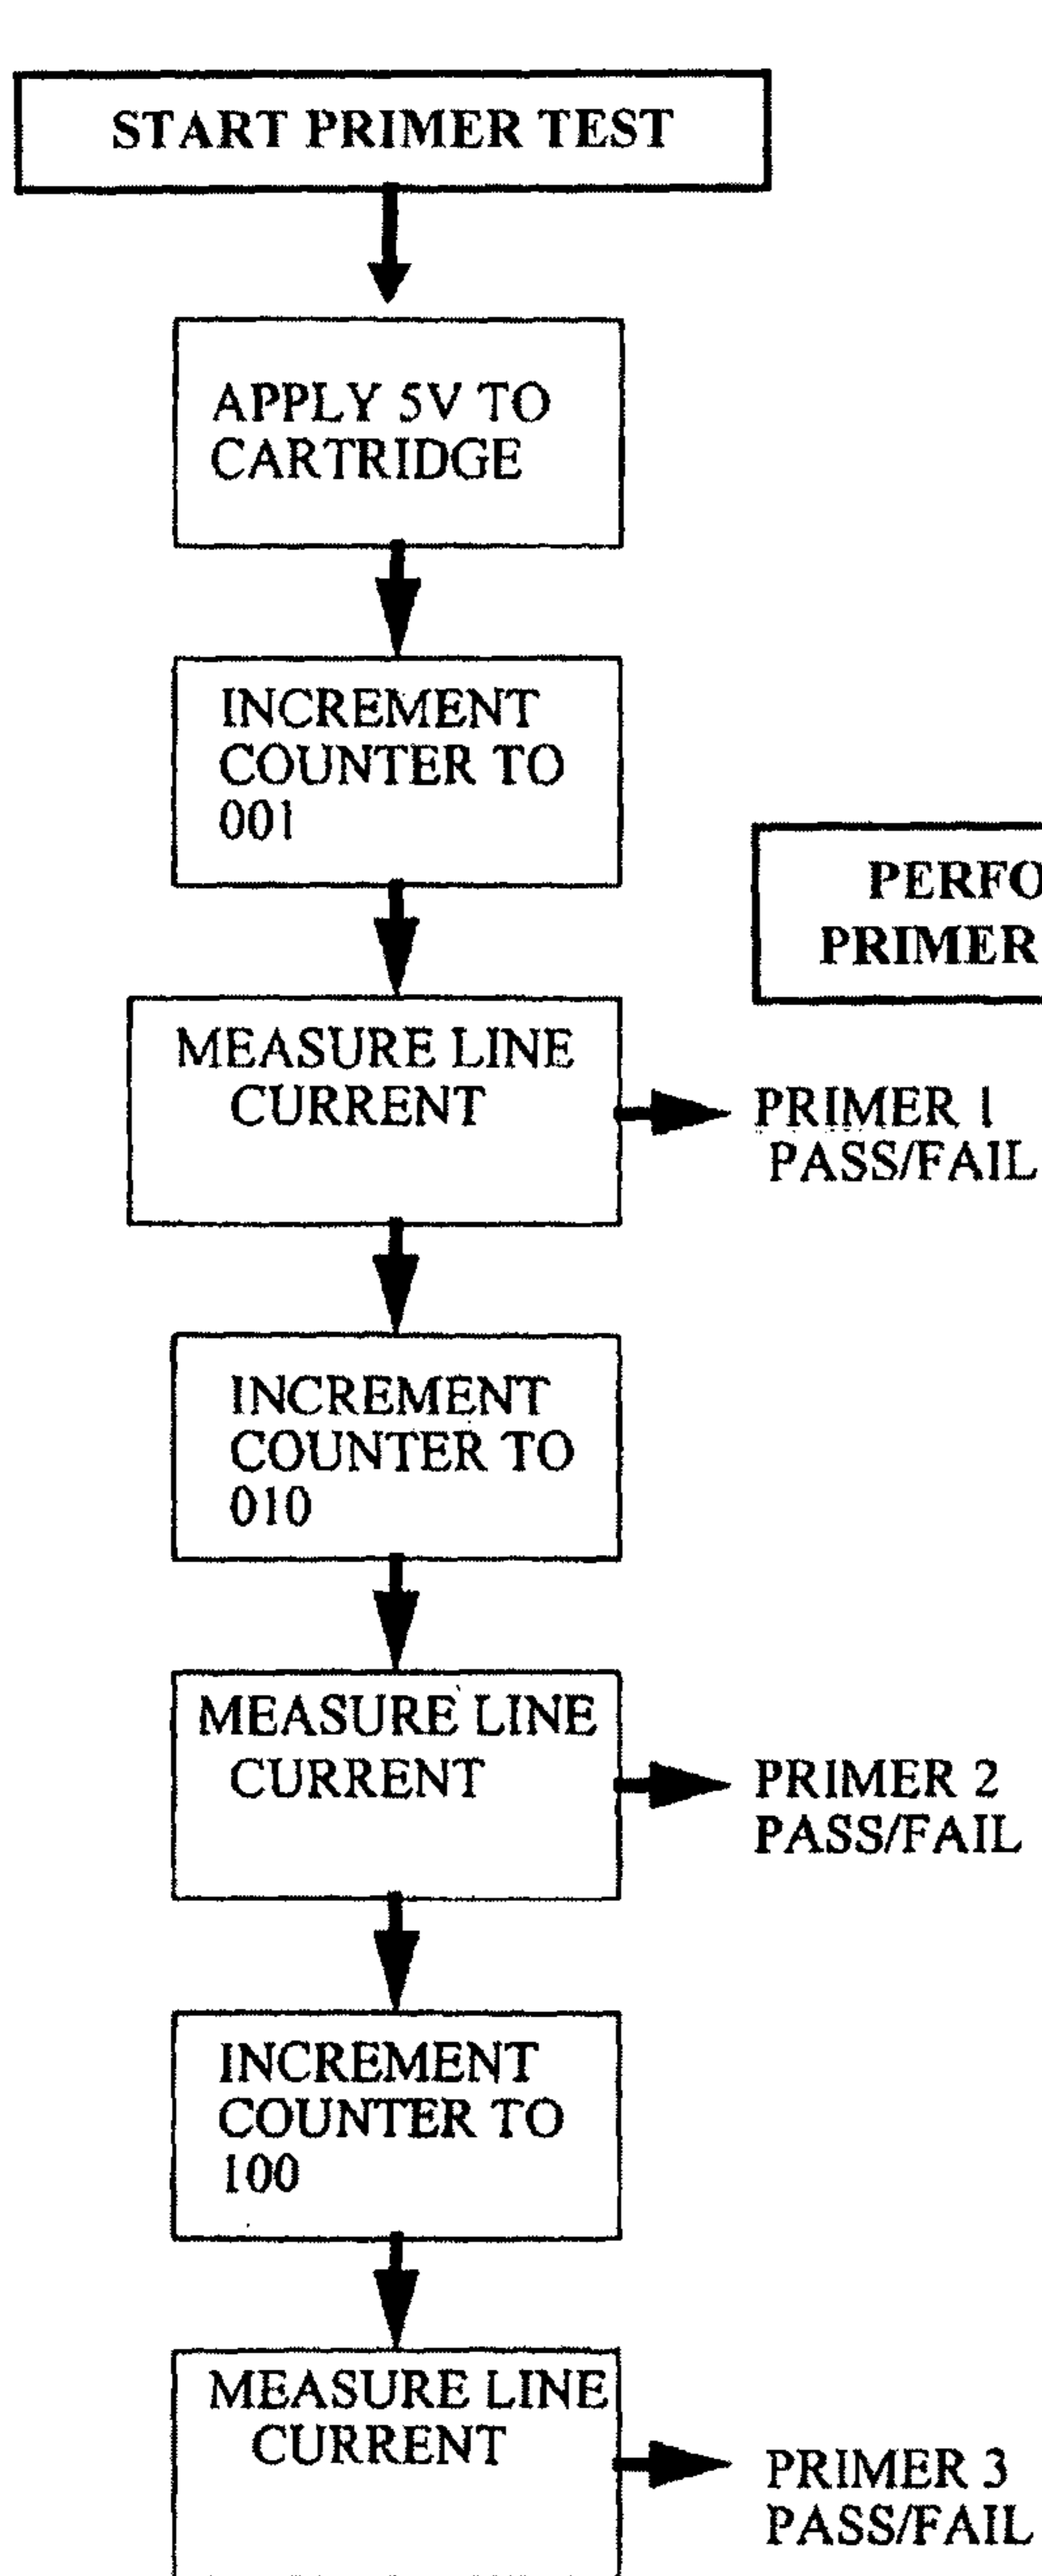 START PRIMER TEST
APPLY 5V TO
CARTRIDGE
INCREMENT
COUNTER TO
001
PERFO
PRIMER
MEASURE LINE
CURRENT
PRIMER 1
PASS/FAIL
INCREMENT
COUNTER TO
010
MEASURE LINE
CURRENT
PRIMER 2
PASS/FAIL
INCREMENT
COUNTER TO
100
MEASURE LINE
CURRENT
PRIMER 3
PASS/FAIL